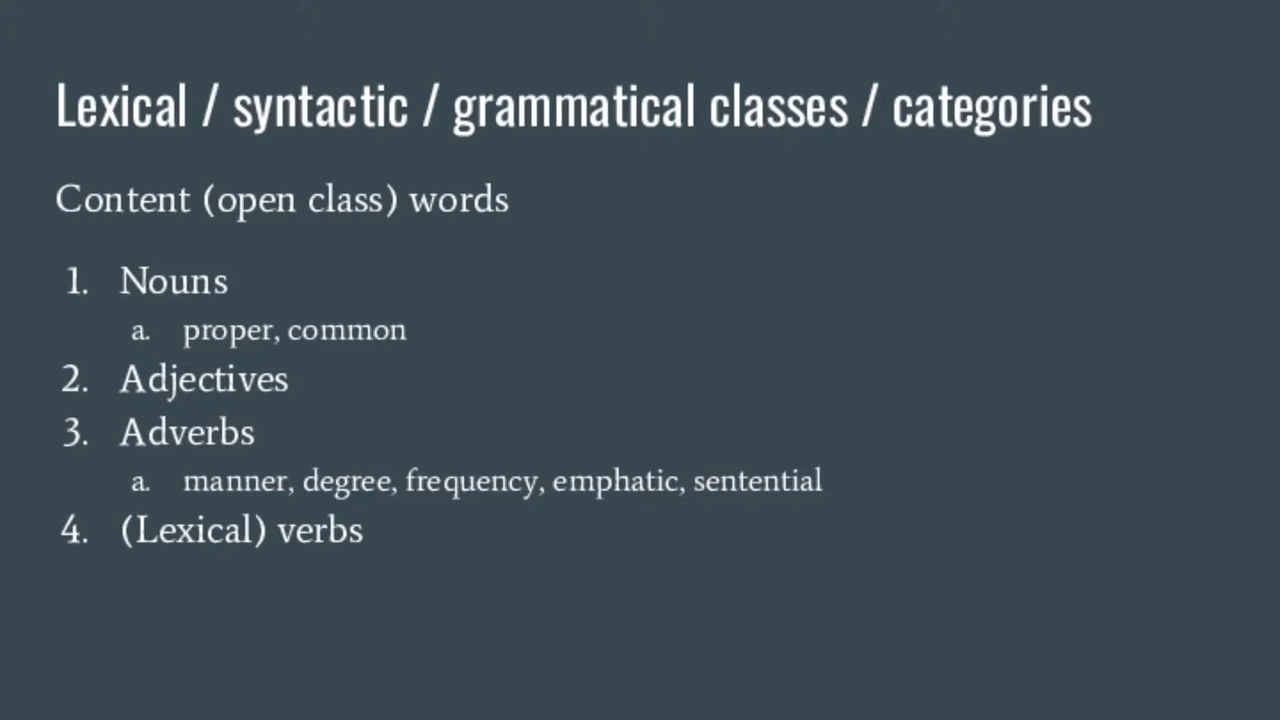 Lexical / syntactic / grammatical classes / categories
Content (open class) words
1. Nouns
a. proper, common
2. Adjectives
3. Adverbs
a. manner, degree, frequency, emphatic, sentential
4. (Lexical) verbs